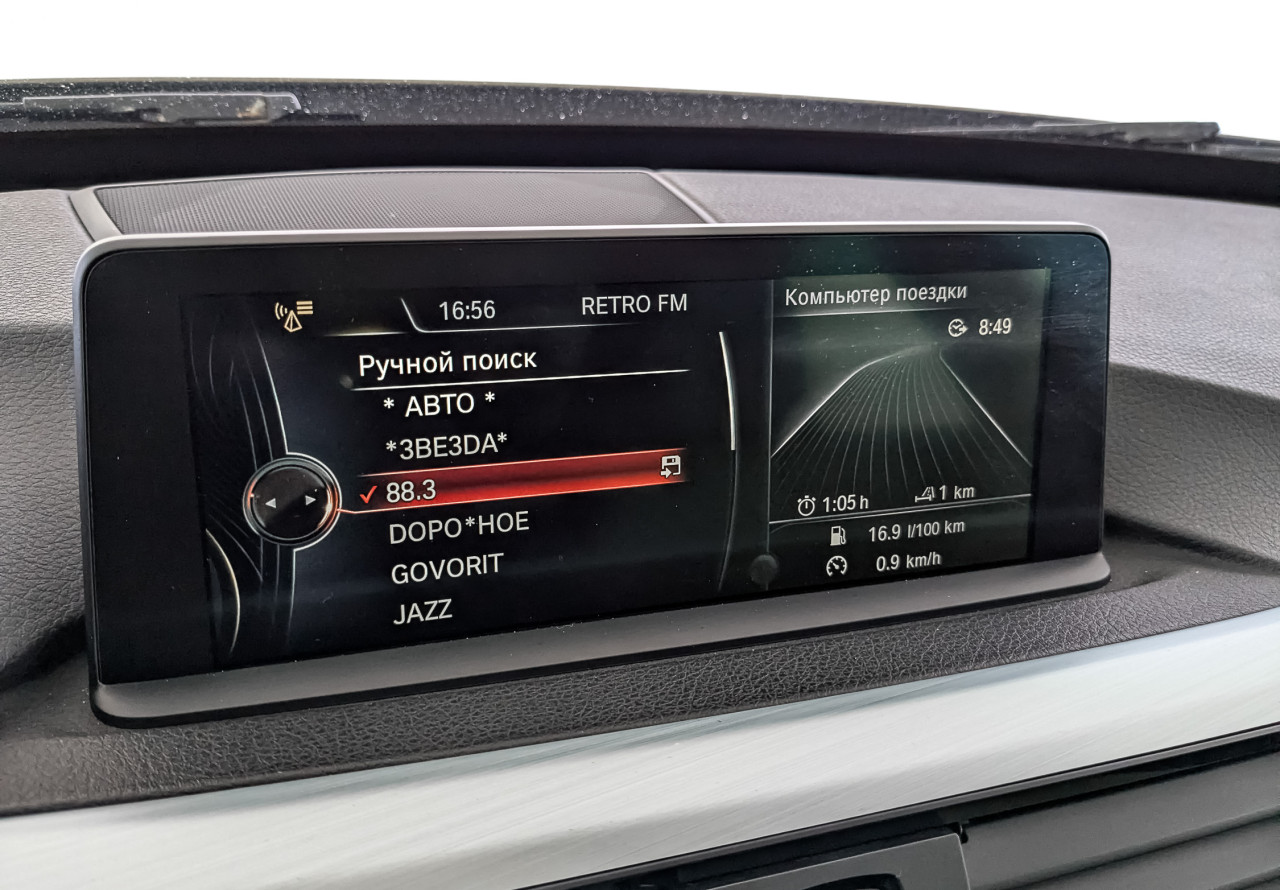 16:56 RETRO FM
Ручной поиск
* АВТО *
*ЗВЕЗDA*
88.3
DOPO*HOE
GOVORIT
JAZZ
Компьютер поездки
8:49
1:05 h 1 km
16.9 l/100 km
0.9 km/h